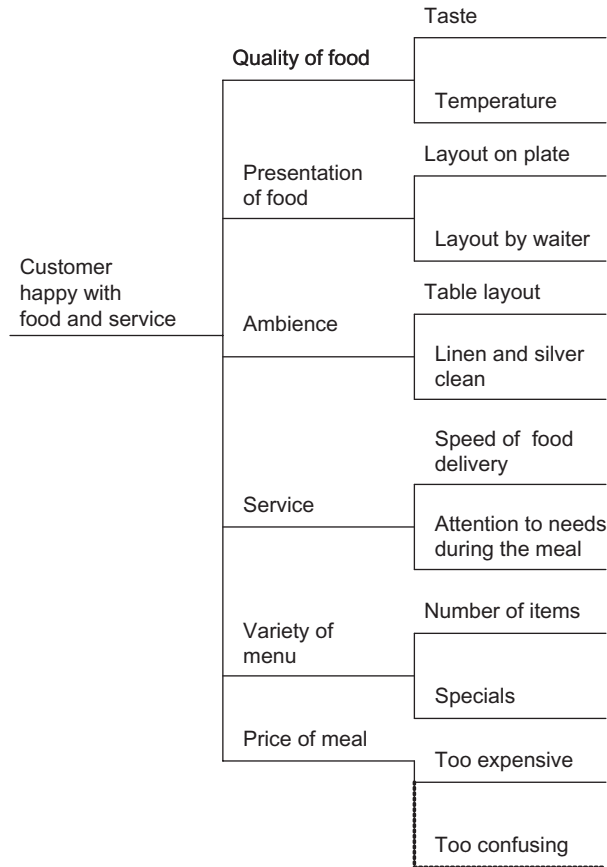 Taste
Quality of food
Temperature
Layout on plate
Presentation
of food
Layout by waiter
Customer
happy with
food and service
Table layout
Ambience
Linen and silver
clean
Speed of food
delivery
Service
Attention to needs
during the meal
Number of items
Variety of
menu
Specials
Price of meal
Too expensive
Too confusing